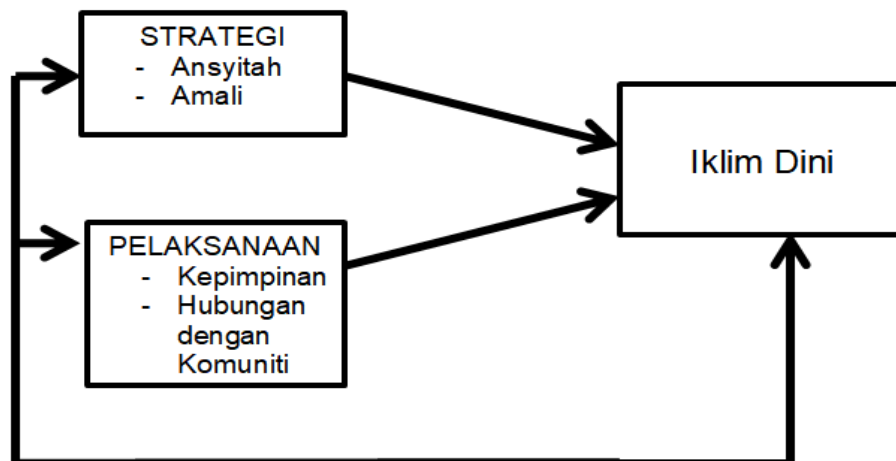 STRATEGI
- Ansyitah
- Amali
Iklim Dini
PELAKSANAAN
- Kepimpinan
- Hubungan
dengan
Komuniti